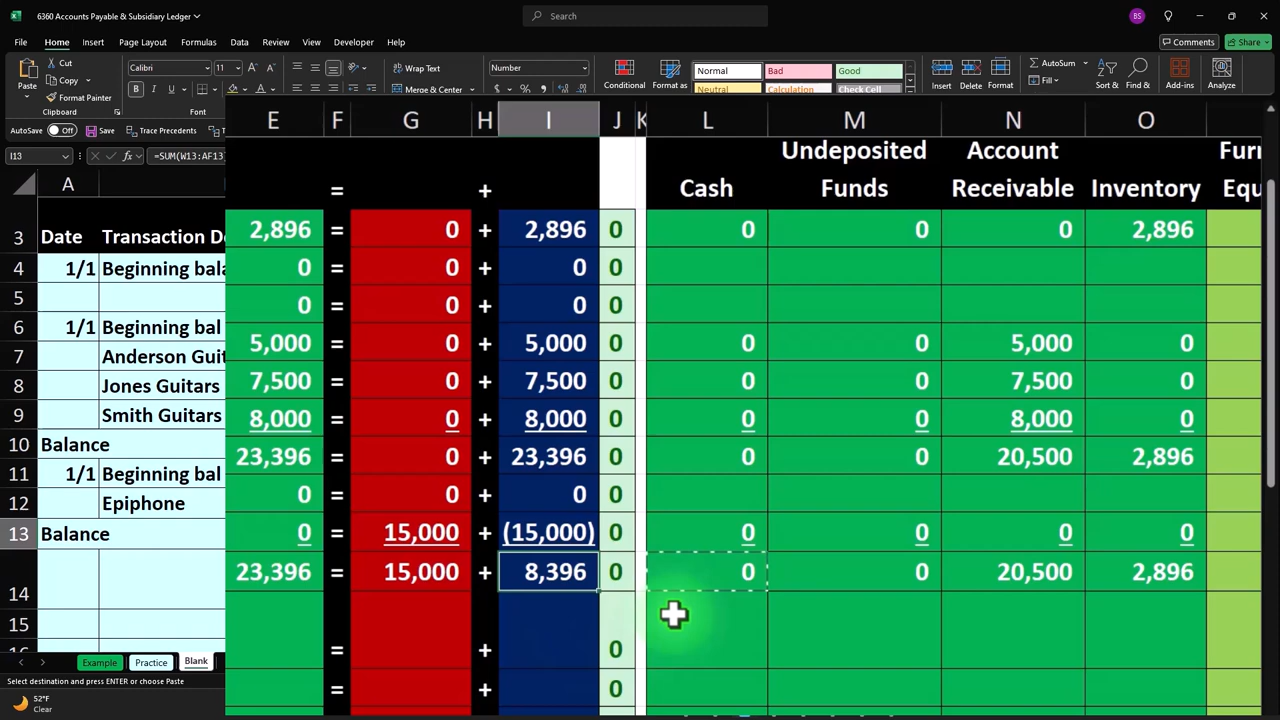 6360 Accounts Payable & Subsidiary Ledger
Search
BS
File Home Insert Page Layout Formulas Data Review View Developer Help
Comments Share
Cut
Copy
Paste
Format Painter
Clipboard
Calibri 11
B I U
Wrap Text
Merge & Center
Number
Conditional Format as
Normal Bad Good
Neutral Calculation Check Cell
Insert Delete Format
AutoSum
Fill
Sort & Find &
Add-ins Analyze
AutoSave Off Save Trace Precedents
I13 fx =SUM(W13:AF13)
A E F G H I J K L M N O
Undeposited Account Furr
= + Cash Funds Receivable Inventory Equ
3 Date Transaction De
2,896 = 0 + 2,896 0 0 0 0 2,896
4 1/1 Beginning bala
0 = 0 + 0 0
5
0 = 0 + 0 0
6 1/1 Beginning bal
5,000 = 0 + 5,000 0 0 0 5,000 0
7 Anderson Guit
7,500 = 0 + 7,500 0 0 0 7,500 0
8 Jones Guitars
8,000 = 0 + 8,000 0 0 0 8,000 0
9 Smith Guitars
10 Balance
23,396 = 0 + 23,396 0 0 0 20,500 2,896
11 1/1 Beginning bal
0 = 0 + 0 0
12 Epiphone
13 Balance
0 = 15,000 + (15,000) 0 0 0 0 0
23,396 = 15,000 + 8,396 0 0 0 20,500 2,896
14
15
= + 0
= + 0
Example Practice Blank
Select destination and press ENTER or choose Paste
52°F
Clear